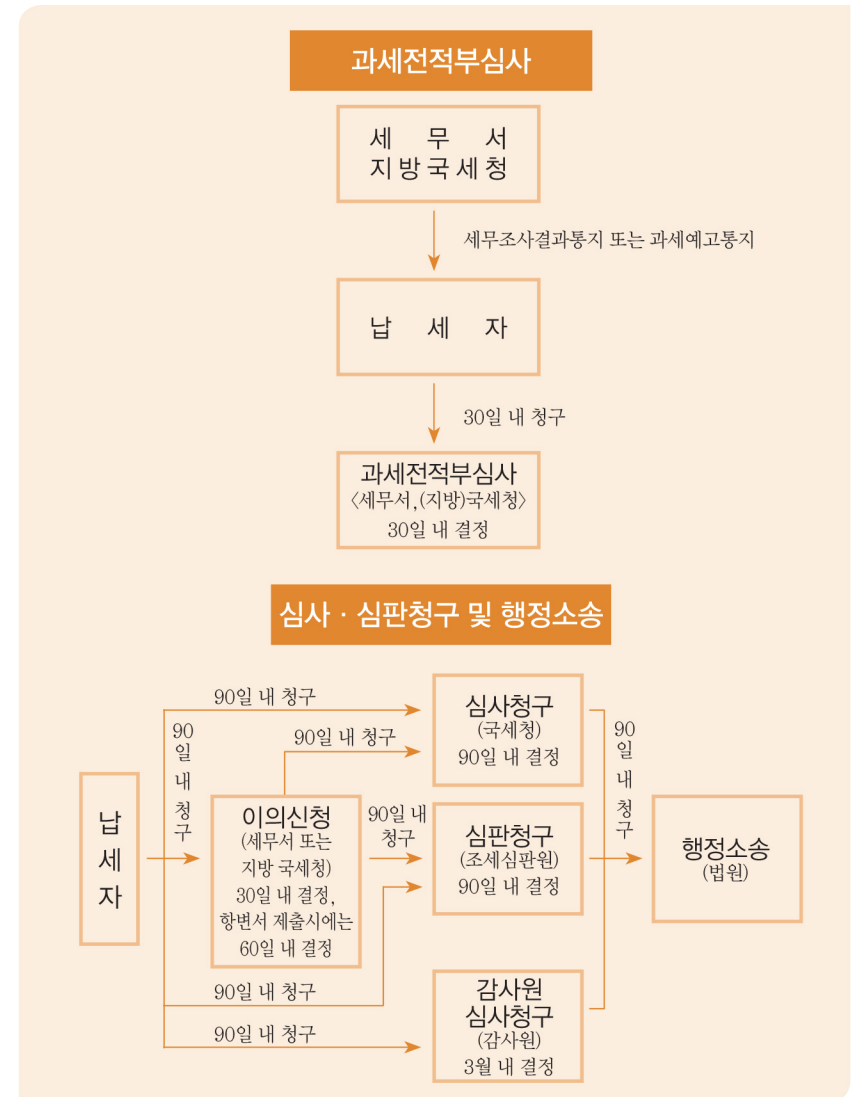 과세전적부심사
세 무 서
지방국세청
세무조사결과통지 또는 과세예고통지
납 세 자
30일 내 청구
과세전적부심사
〈세무서, (지방)국세청〉
30일 내 결정
심사 · 심판청구 및 행정소송
90일 내 청구
90일 내 청구
90일 내 청구
심사청구
(국세청)
90일 내 결정
90일 내 청구
납세자
이의신청
(세무서 또는
지방 국세청)
30일 내 결정,
항변서 제출시에는
60일 내 결정
90일 내
청구
심판청구
(조세심판원)
90일 내 결정
행정소송
(법원)
90일 내 청구
90일 내 청구
감사원
심사청구
(감사원)
3월 내 결정